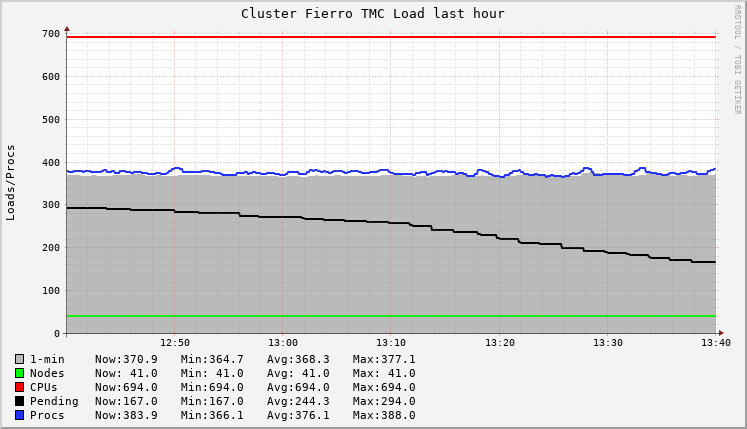 Cluster Fierro TMC Load last hour
RRDTOOL / TOBI OETIKER
Loads/Procs
700
600
500
400
300
200
100
0
12:50 13:00 13:10 13:20 13:30 13:40
1-min Now:370.9 Min:364.7 Avg:368.3 Max:377.1
Nodes Now: 41.0 Min: 41.0 Avg: 41.0 Max: 41.0
CPUs Now:694.0 Min:694.0 Avg:694.0 Max:694.0
Pending Now:167.0 Min:167.0 Avg:244.3 Max:294.0
Procs Now:383.9 Min:366.1 Avg:376.1 Max:388.0